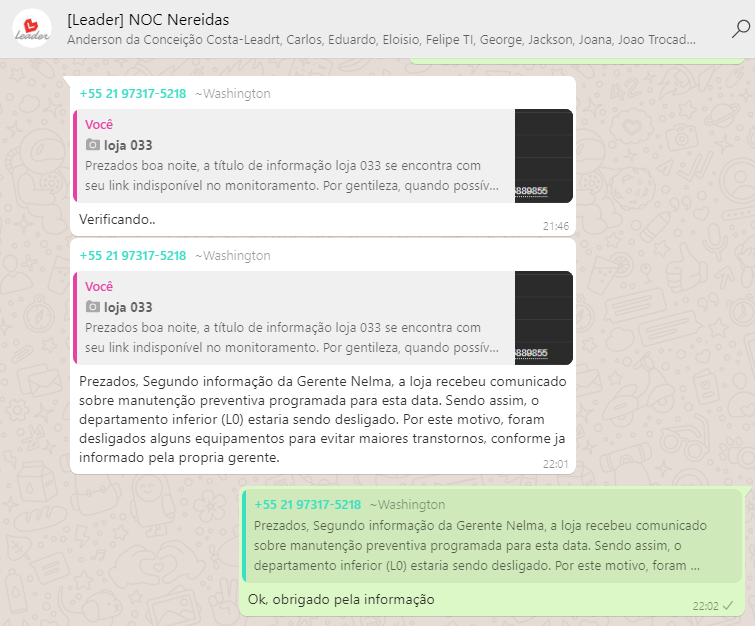 Leader
[Leader] NOC Nereidas
Anderson da Conceição Costa-Leadrt, Carlos, Eduardo, Eloisio, Felipe TI, George, Jackson, Joana, Joao Trocad...
+55 21 97317-5218 ~Washington
Você
loja 033
Prezados boa noite, a título de informação loja 033 se encontra com
seu link indisponível no monitoramento. Por gentileza, quando possív...
5889855
Verificando..
21:46
+55 21 97317-5218 ~Washington
Você
loja 033
Prezados boa noite, a título de informação loja 033 se encontra com
seu link indisponível no monitoramento. Por gentileza, quando possív...
5889855
Prezados, Segundo informação da Gerente Nelma, a loja recebeu comunicado
sobre manutenção preventiva programada para esta data. Sendo assim, o
departamento inferior (L0) estaria sendo desligado. Por este motivo, foram
desligados alguns equipamentos para evitar maiores transtornos, conforme ja
informado pela propria gerente.
22:01
+55 21 97317-5218 ~Washington
Prezados, Segundo informação da Gerente Nelma, a loja recebeu comunicado
sobre manutenção preventiva programada para esta data. Sendo assim, o
departamento inferior (L0) estaria sendo desligado. Por este motivo, foram ...
Ok, obrigado pela informação
22:02